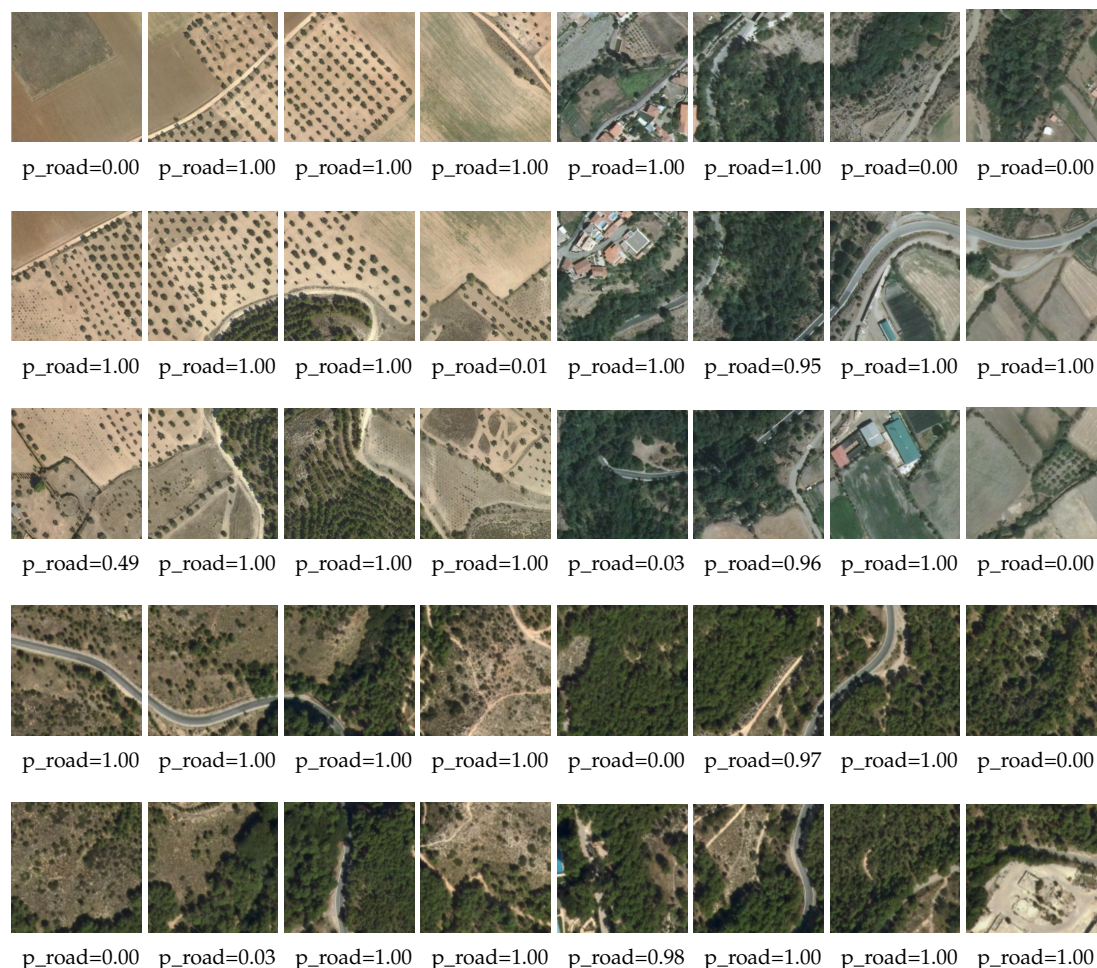 p_road=0.00 p_road=1.00 p_road=1.00 p_road=1.00 p_road=1.00 p_road=1.00 p_road=0.00 p_road=0.00
p_road=1.00 p_road=1.00 p_road=1.00 p_road=0.01 p_road=1.00 p_road=0.95 p_road=1.00 p_road=1.00
p_road=0.49 p_road=1.00 p_road=1.00 p_road=1.00 p_road=0.03 p_road=0.96 p_road=1.00 p_road=0.00
p_road=1.00 p_road=1.00 p_road=1.00 p_road=1.00 p_road=0.00 p_road=0.97 p_road=1.00 p_road=0.00
p_road=0.00 p_road=0.03 p_road=1.00 p_road=1.00 p_road=0.98 p_road=1.00 p_road=1.00 p_road=1.00